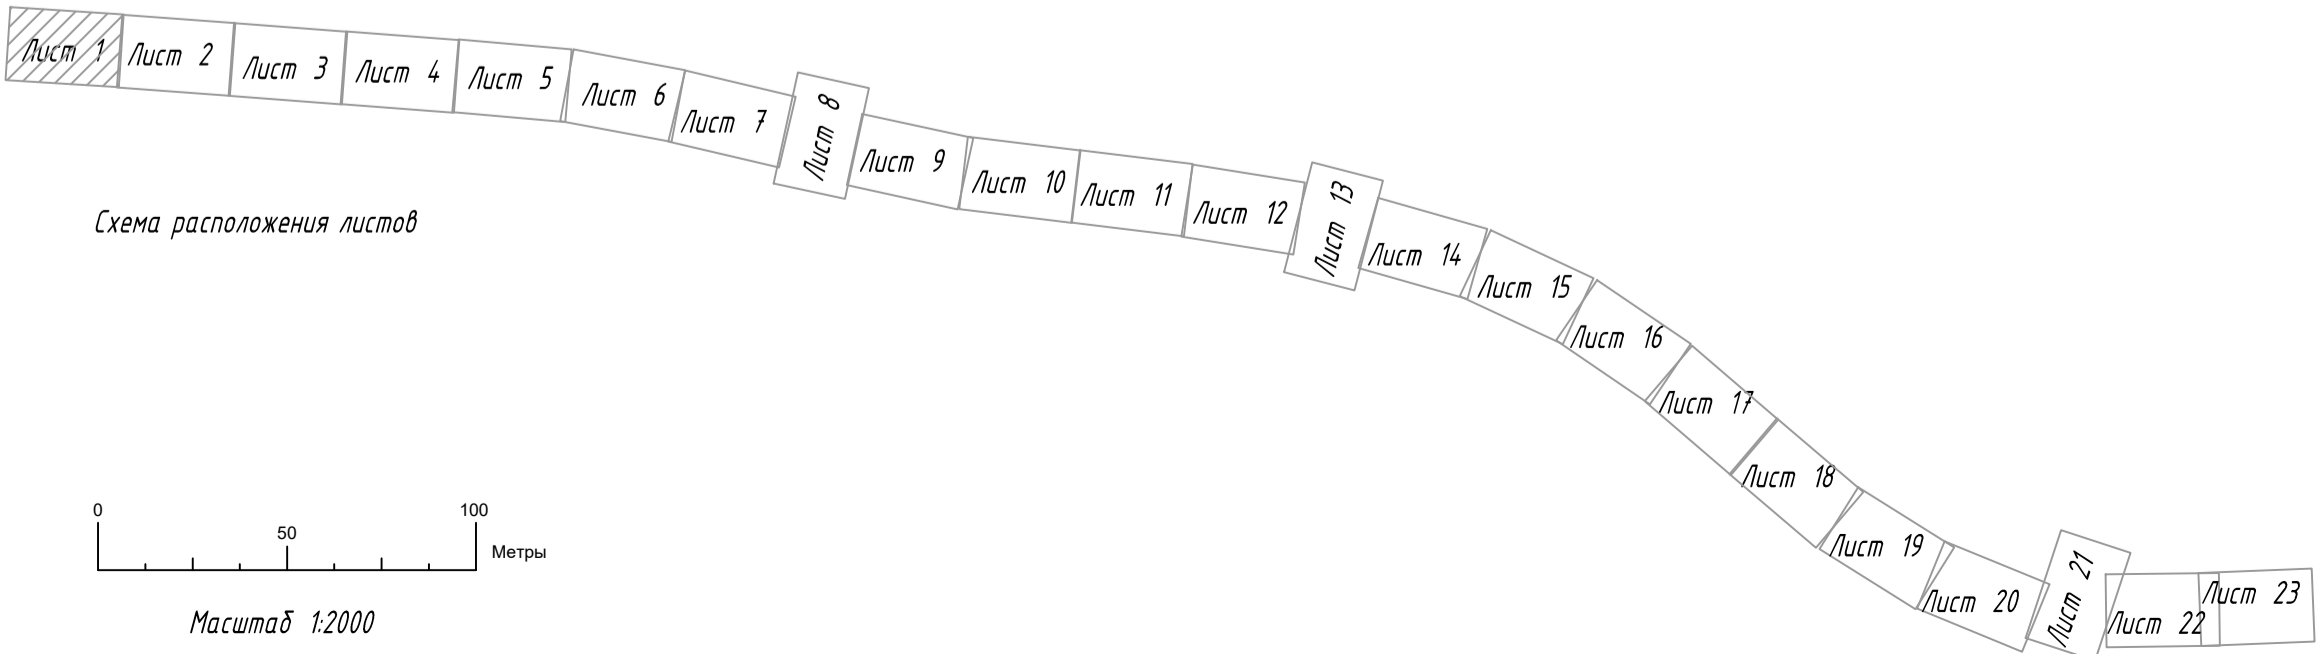 Лист 1
Лист 2
Лист 3
Лист 4
Лист 5
Лист 6
Лист 7
Лист 8
Лист 9
Лист 10
Лист 11
Лист 12
Лист 13
Лист 14
Лист 15
Лист 16
Лист 17
Лист 18
Лист 19
Лист 20
Лист 21
Лист 22
Лист 23
Схема расположения листов
0
50
100
Метры
Масштаб 1:2000